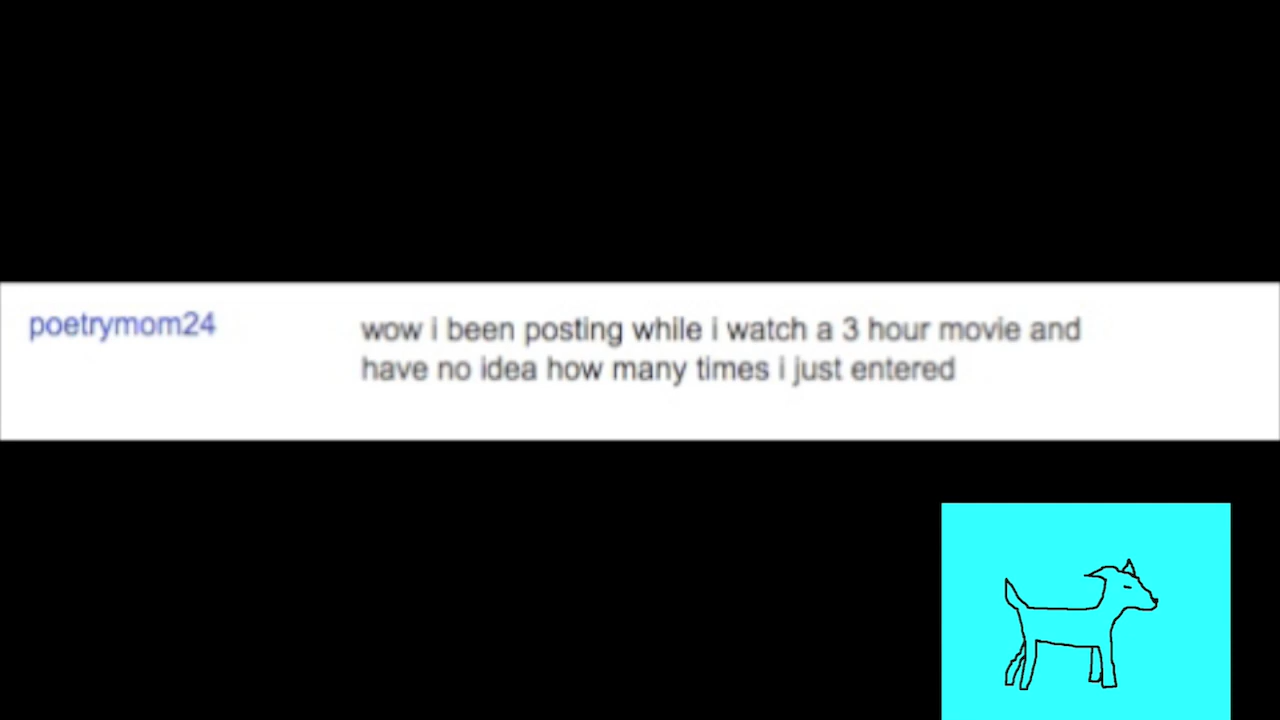 poetrymom24
wow i been posting while i watch a 3 hour movie and
have no idea how many times i just entered